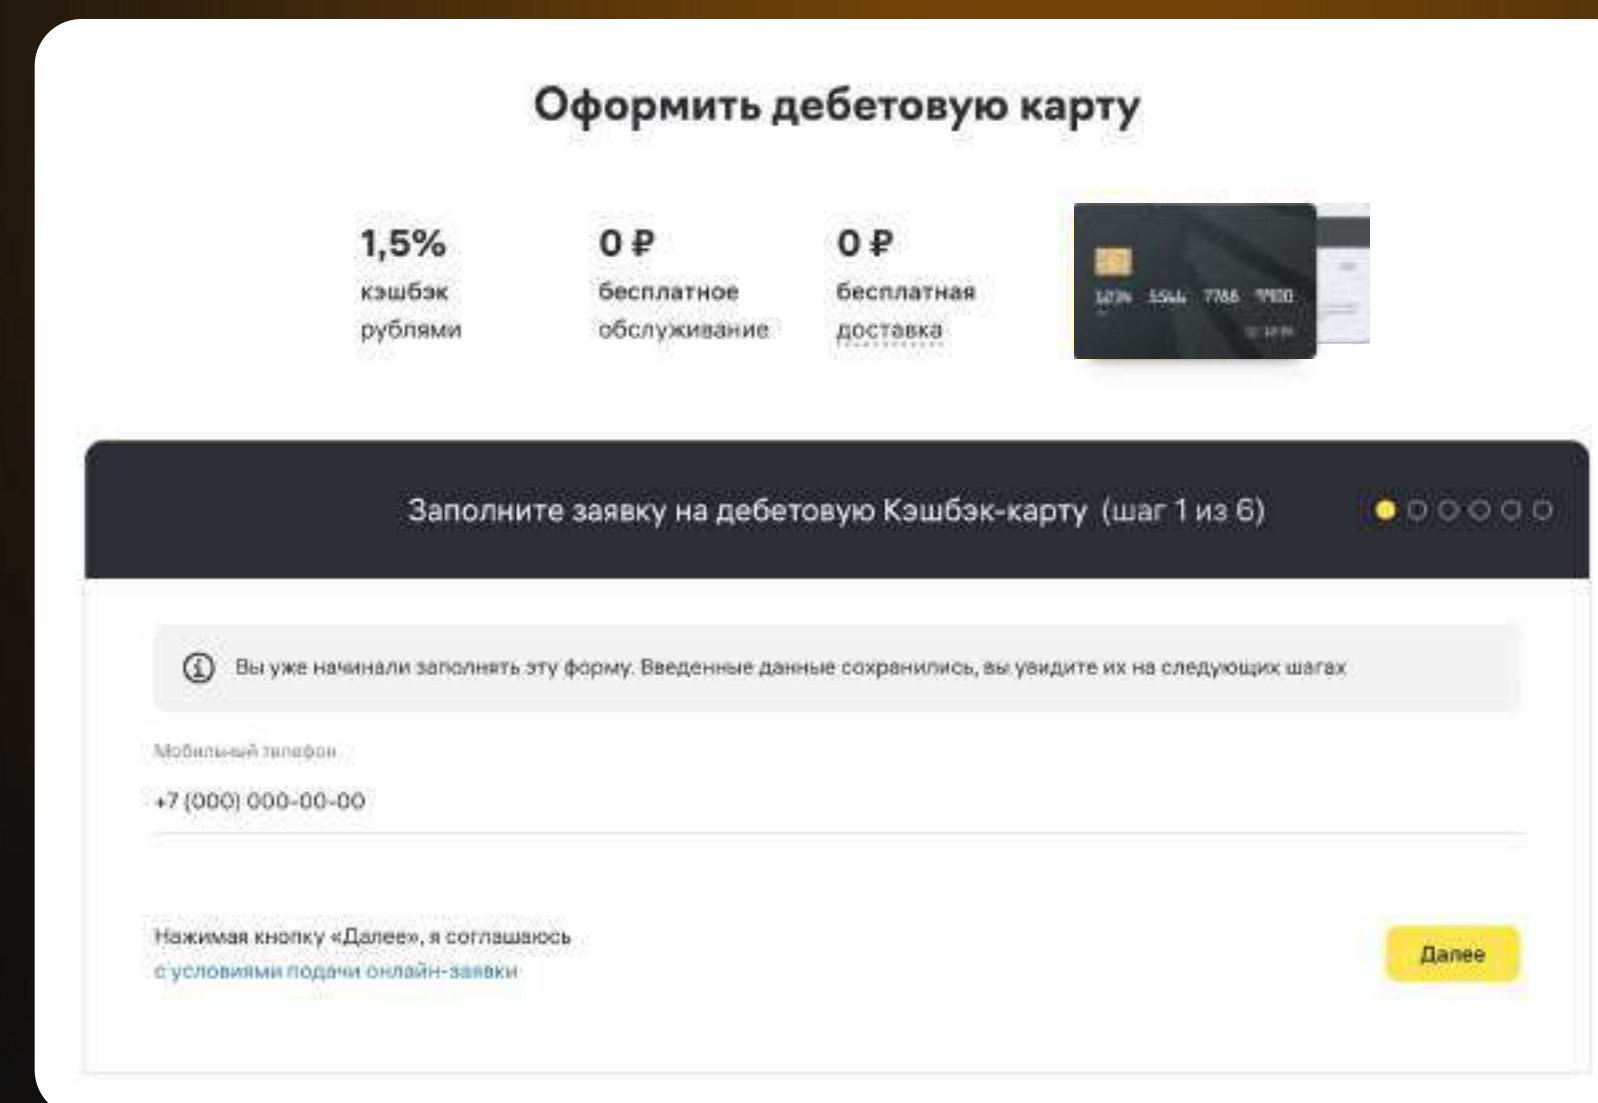 Оформить дебетовую карту
1,5%
кэшбэк
рублями
0 ₽
бесплатное
обслуживание
0 ₽
бесплатная
доставка
7788
Заполните заявку на дебетовую Кэшбэк-карту (шаг 1 из 6)
Вы уже начинали заполнять эту форму. Введенные данные сохранились, вы увидите их на следующих шагах
Мобильный телефон
+7 (000) 000-00-00
Нажимая кнопку «Далее», я соглашаюсь
с условиями подачи онлайн-заявки
Далее